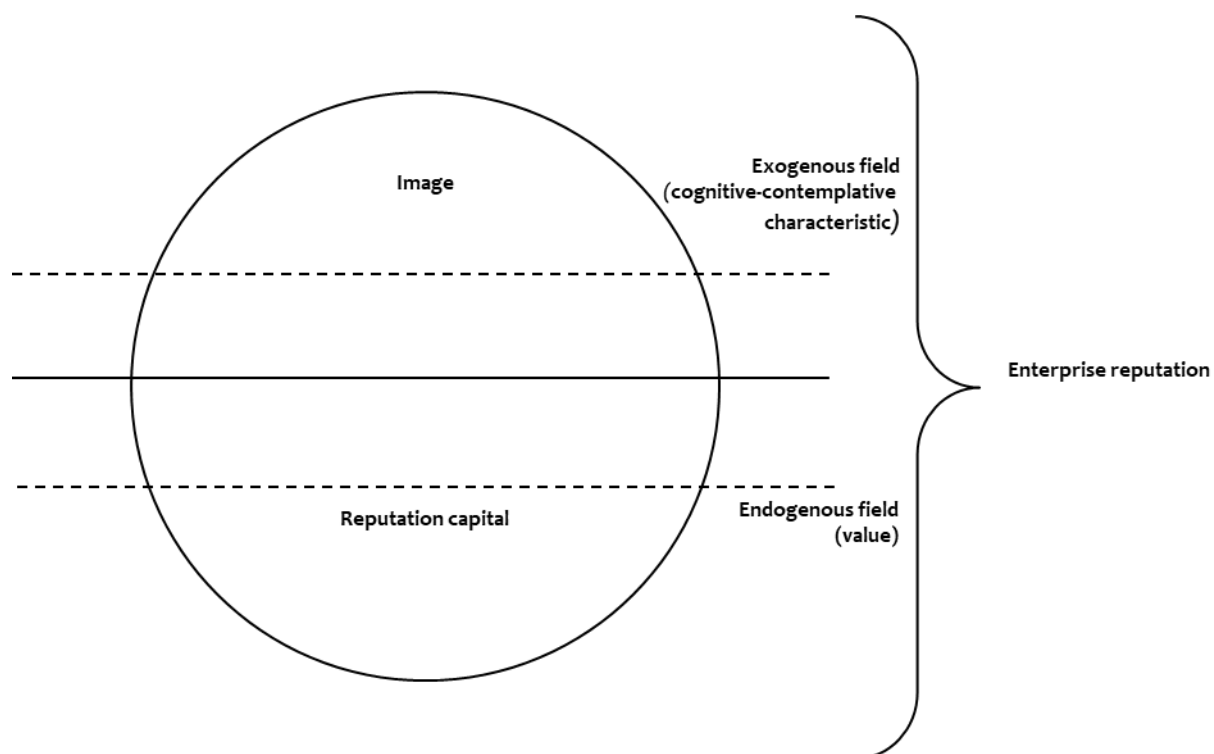 Image
Exogenous field
(cognitive-contemplative
characteristic)
Enterprise reputation
Reputation capital
Endogenous field
(value)